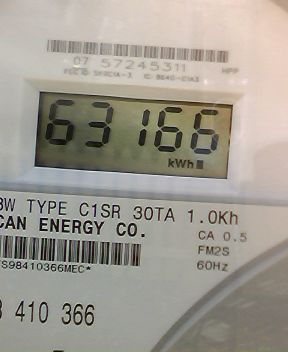 07 57245311
HPP
63166
kWh
3W TYPE C1SR 30TA 1.0Kh
CAN ENERGY CO.
CA 0.5
FM2S
60Hz
S98410366MEC*
410 366